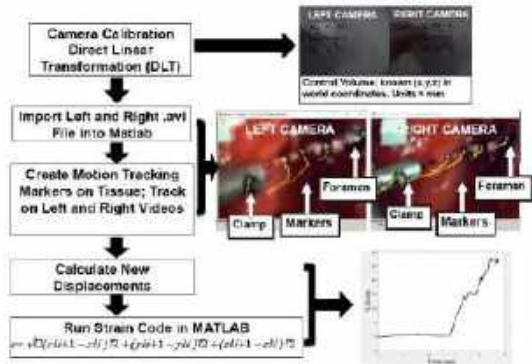 Camera Calibration
Direct Linear
Transformation (DLT)
LEFT CAMERA
RIGHT CAMERA
Control Volume; known (x,y,z) in
world coordinates. Units = mm
Import Left and Right .avi
File into Matlab
Create Motion Tracking
Markers on Tissue; Track
on Left and Right Videos
LEFT CAMERA
Foramen
Clamp
Markers
RIGHT CAMERA
Foramen
Clamp
Markers
Calculate New
Displacements
Run Strain Code in MATLAB